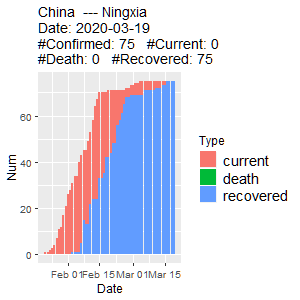 China --- Ningxia
Date: 2020-03-19
#Confirmed: 75 #Current: 0
#Death: 0 #Recovered: 75
Num
60
40
20
0
Feb 01 Feb 15 Mar 01 Mar 15
Date
Type
current
death
recovered